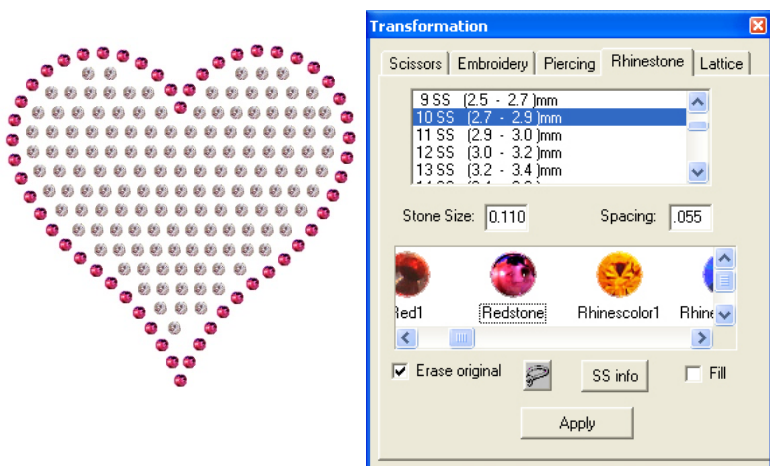 Transformation
Scissors Embroidery Piercing Rhinestone Lattice
9 SS (2.5 - 2.7 )mm
10 SS (2.7 - 2.9 )mm
11 SS (2.9 - 3.0 )mm
12 SS (3.0 - 3.2 )mm
13 SS (3.2 - 3.4 )mm
Stone Size: 0.110 Spacing: .055
Red1 Redstone Rhinescolor1 Rhine
Erase original SS info Fill
Apply